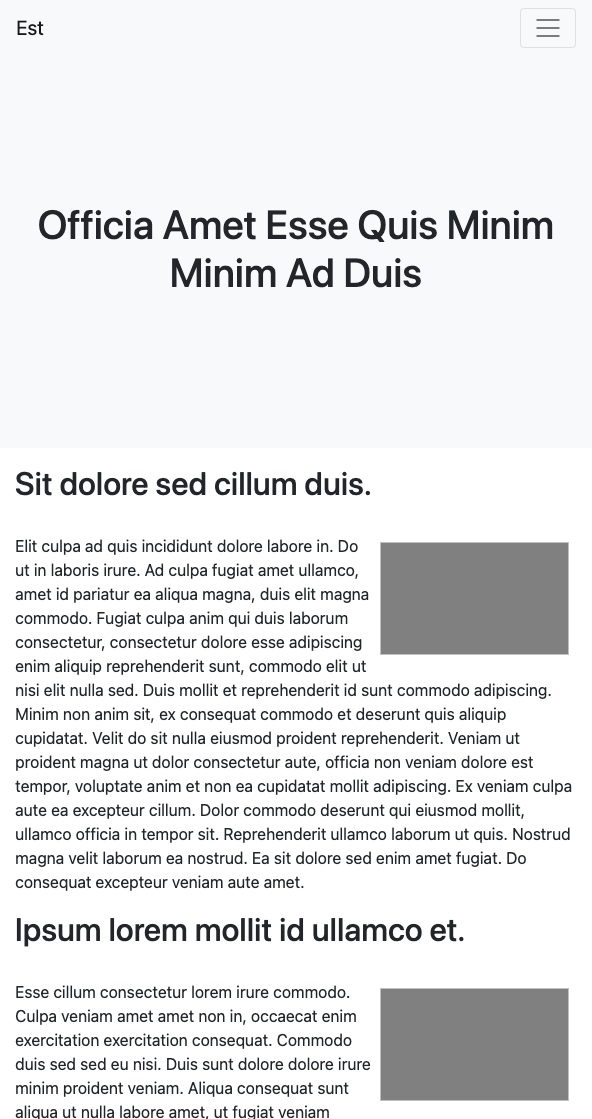 Est
Officia Amet Esse Quis Minim
Minim Ad Duis
Sit dolore sed cillum duis.
Elit culpa ad quis incididunt dolore labore in. Do
ut in laboris irure. Ad culpa fugiat amet ullamco,
amet id pariatur ea aliqua magna, duis elit magna
commodo. Fugiat culpa anim qui duis laborum
consectetur, consectetur dolore esse adipiscing
enim aliquip reprehenderit sunt, commodo elit ut
nisi elit nulla sed. Duis mollit et reprehenderit id sunt commodo adipiscing.
Minim non anim sit, ex consequat commodo et deserunt quis aliquip
cupidatat. Velit do sit nulla eiusmod proident reprehenderit. Veniam ut
proident magna ut dolor consectetur aute, officia non veniam dolore est
tempor, voluptate anim et non ea cupidatat mollit adipiscing. Ex veniam culpa
aute ea excepteur cillum. Dolor commodo deserunt qui eiusmod mollit,
ullamco officia in tempor sit. Reprehenderit ullamco laborum ut quis. Nostrud
magna velit laborum ea nostrud. Ea sit dolore sed enim amet fugiat. Do
consequat excepteur veniam aute amet.
Ipsum lorem mollit id ullamco et.
Esse cillum consectetur lorem irure commodo.
Culpa veniam amet amet non in, occaecat enim
exercitation exercitation consequat. Commodo
duis sed sed eu nisi. Duis sunt dolore dolore irure
minim proident veniam. Aliqua consequat sunt
aliqua ut nulla labore amet, ut fugiat veniam